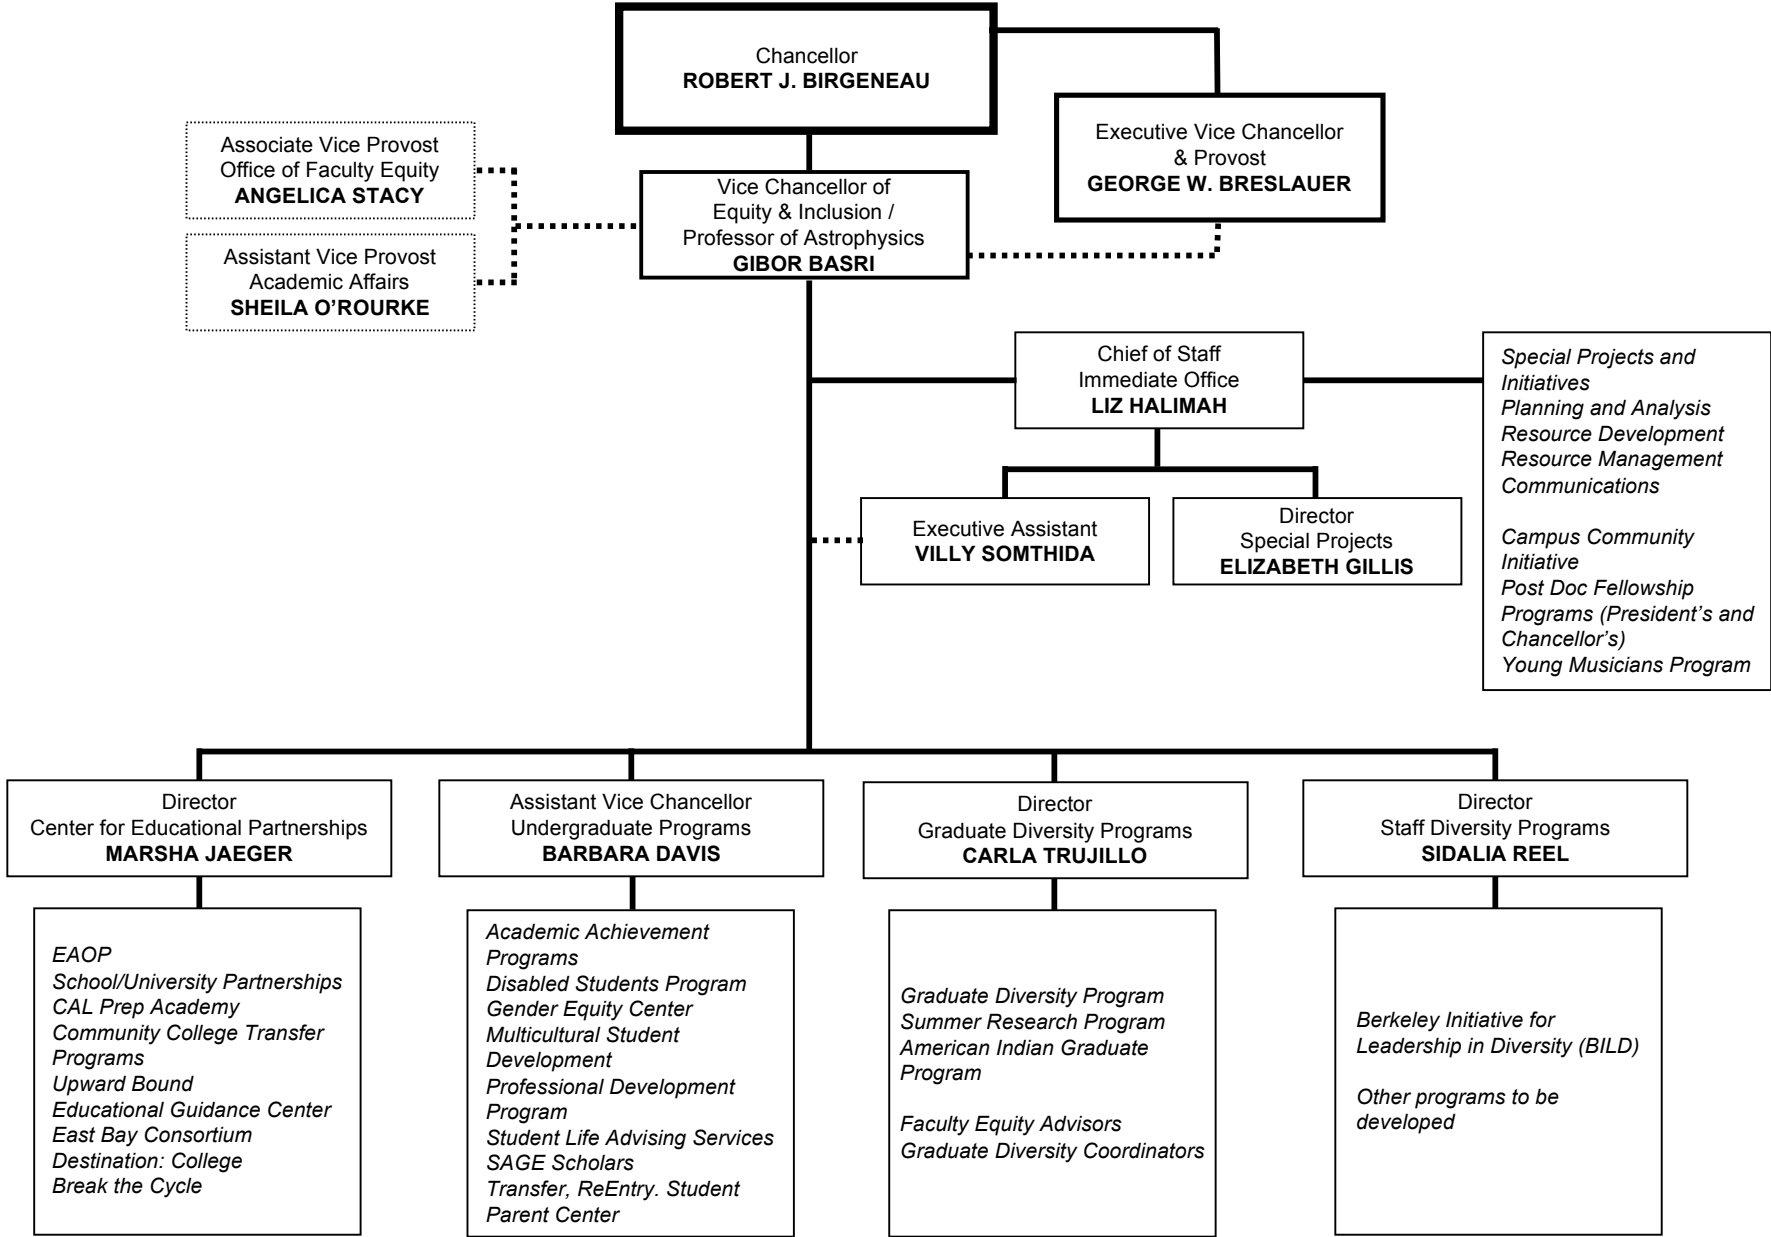 Chancellor
ROBERT J. BIRGENEAU
Executive Vice Chancellor
& Provost
GEORGE W. BRESLAUER
Associate Vice Provost
Office of Faculty Equity
ANGELICA STACY
Vice Chancellor of
Equity & Inclusion /
Professor of Astrophysics
GIBOR BASRI
Assistant Vice Provost
Academic Affairs
SHEILA O’ROURKE
Chief of Staff
Immediate Office
LIZ HALIMAH
Special Projects and
Initiatives
Planning and Analysis
Resource Development
Resource Management
Communications
Campus Community
Initiative
Post Doc Fellowship
Programs (President’s and
Chancellor’s)
Young Musicians Program
Executive Assistant
VILLY SOMTHIDA
Director
Special Projects
ELIZABETH GILLIS
Director
Center for Educational Partnerships
MARSHA JAEGER
Assistant Vice Chancellor
Undergraduate Programs
BARBARA DAVIS
Director
Graduate Diversity Programs
CARLA TRUJILLO
Director
Staff Diversity Programs
SIDALIA REEL
EAOP
School/University Partnerships
CAL Prep Academy
Community College Transfer
Programs
Upward Bound
Educational Guidance Center
East Bay Consortium
Destination: College
Break the Cycle
Academic Achievement
Programs
Disabled Students Program
Gender Equity Center
Multicultural Student
Development
Professional Development
Program
Student Life Advising Services
SAGE Scholars
Transfer, ReEntry. Student
Parent Center
Graduate Diversity Program
Summer Research Program
American Indian Graduate
Program
Faculty Equity Advisors
Graduate Diversity Coordinators
Berkeley Initiative for
Leadership in Diversity (BILD)
Other programs to be
developed